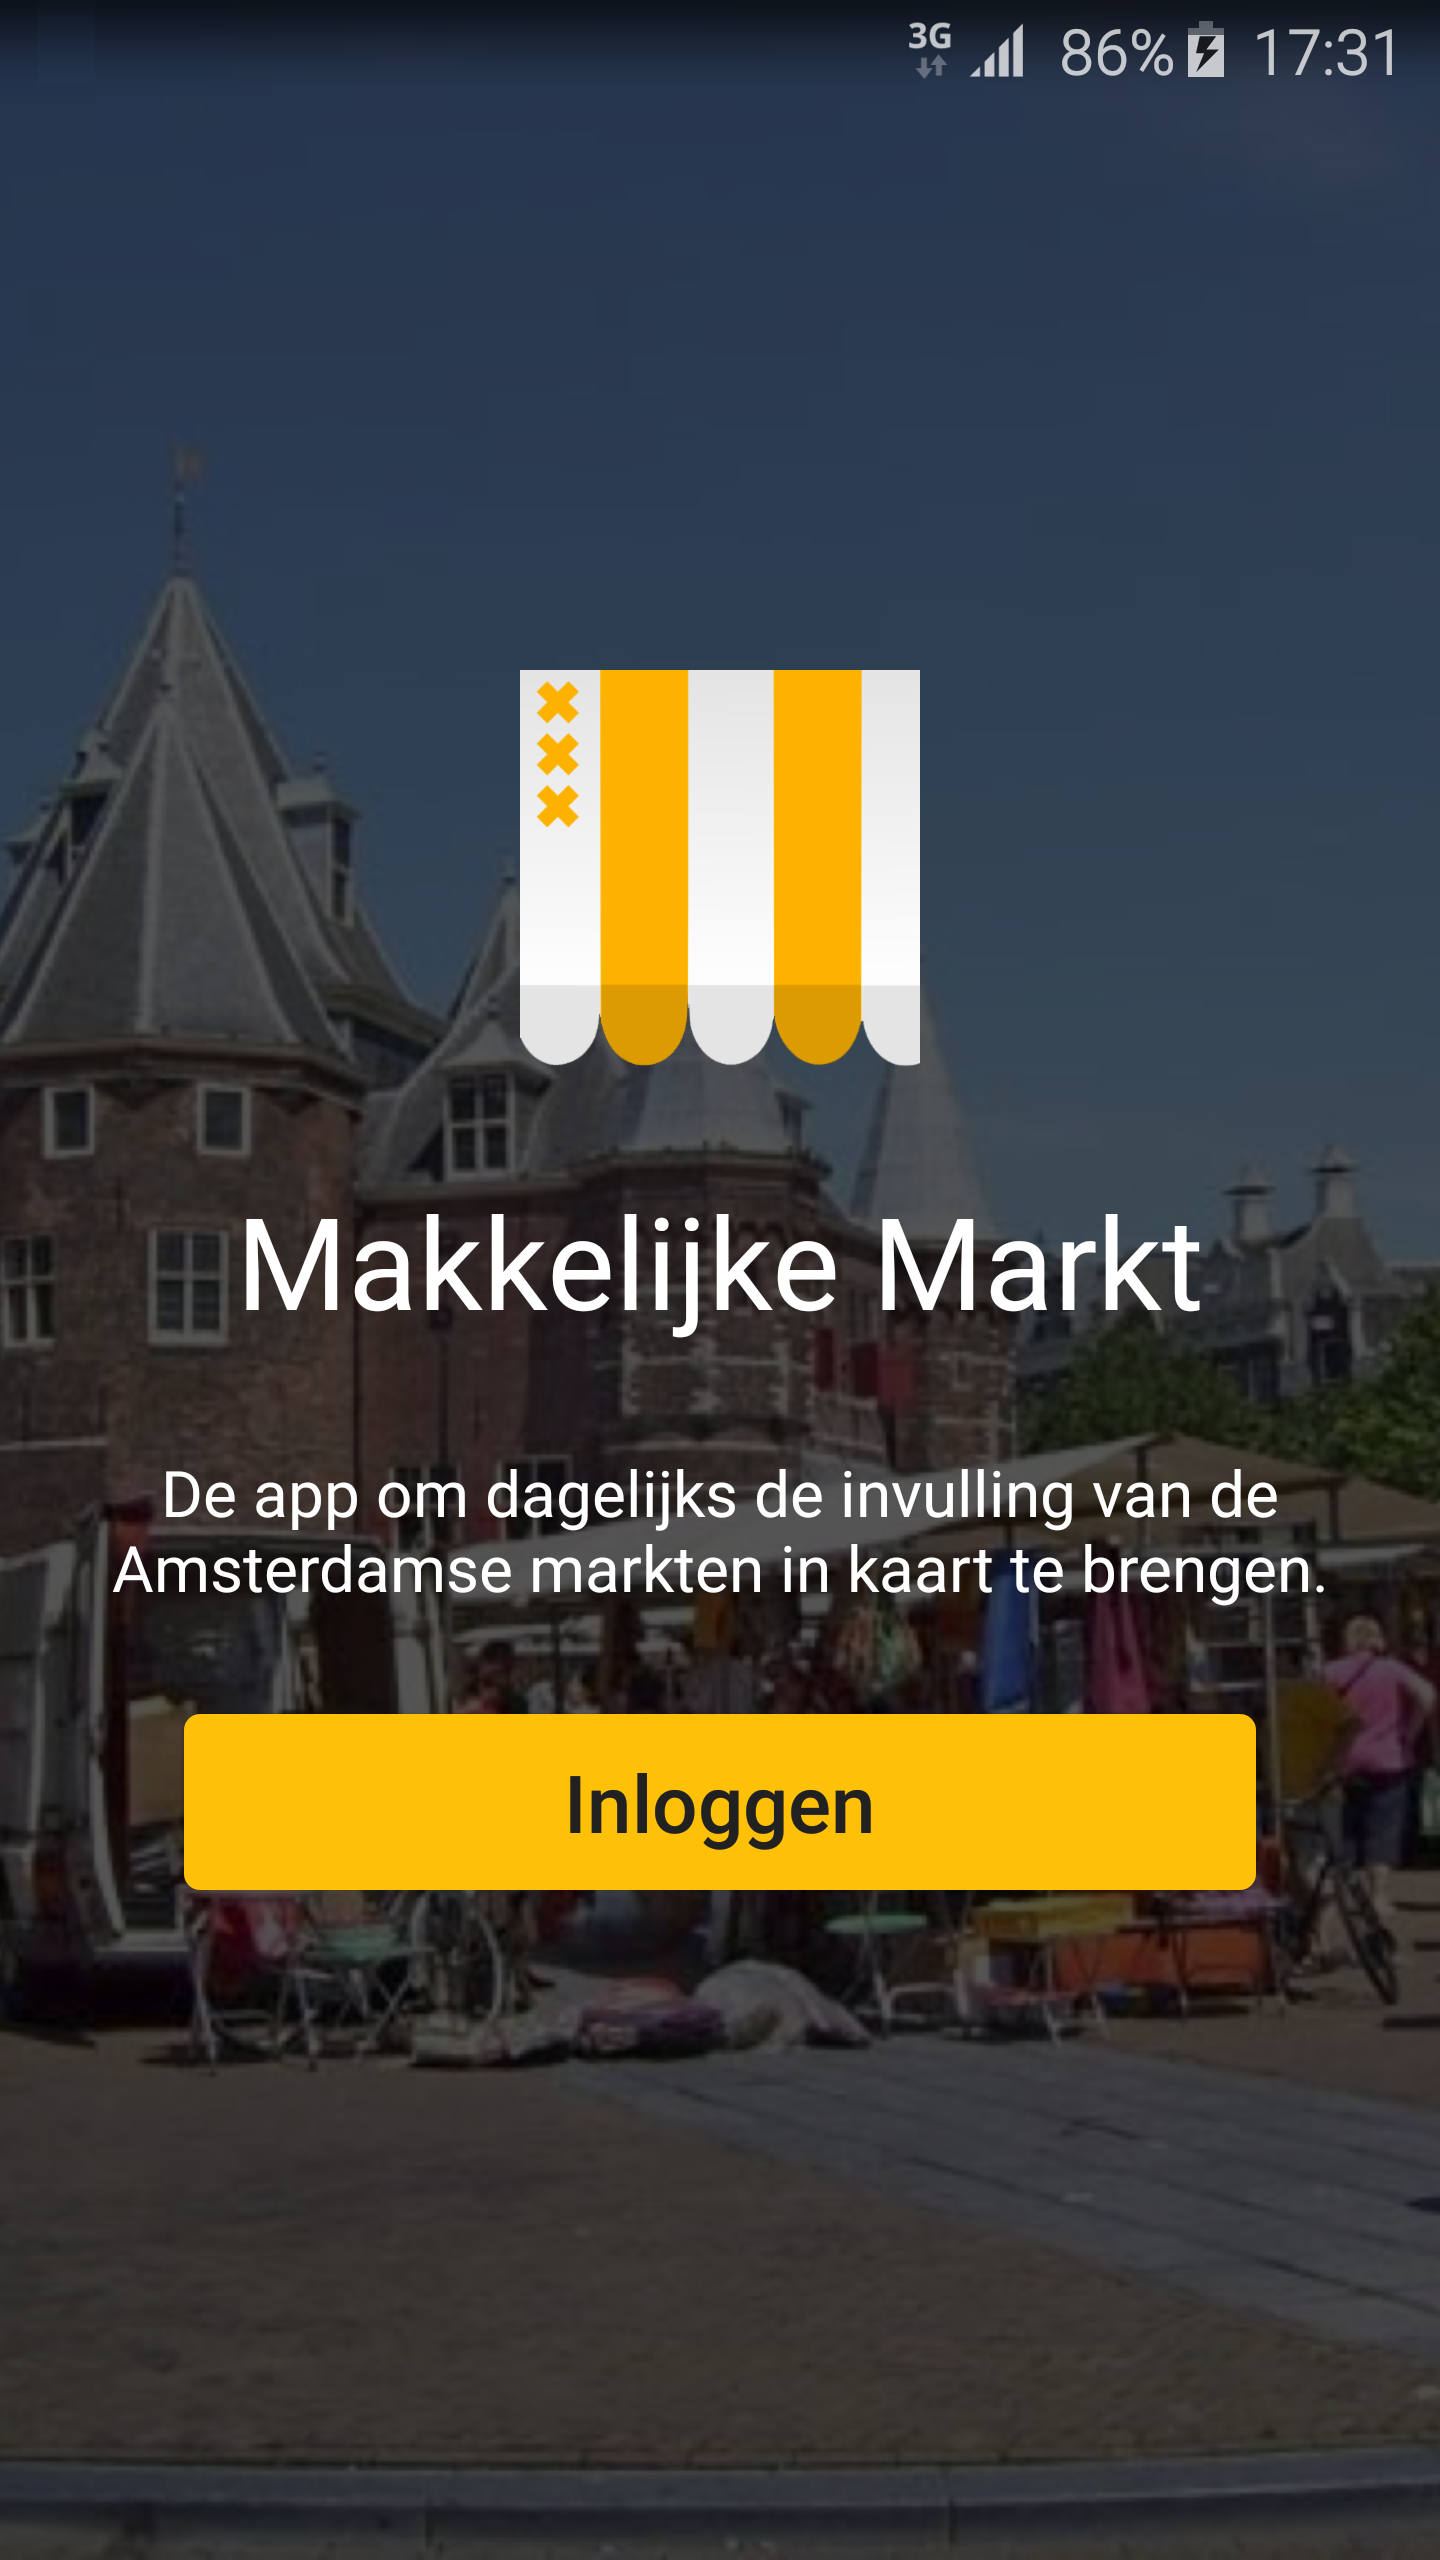 3G 86% 17:31
Makkelijke Markt
De app om dagelijks de invulling van de
Amsterdamse markten in kaart te brengen.
Inloggen